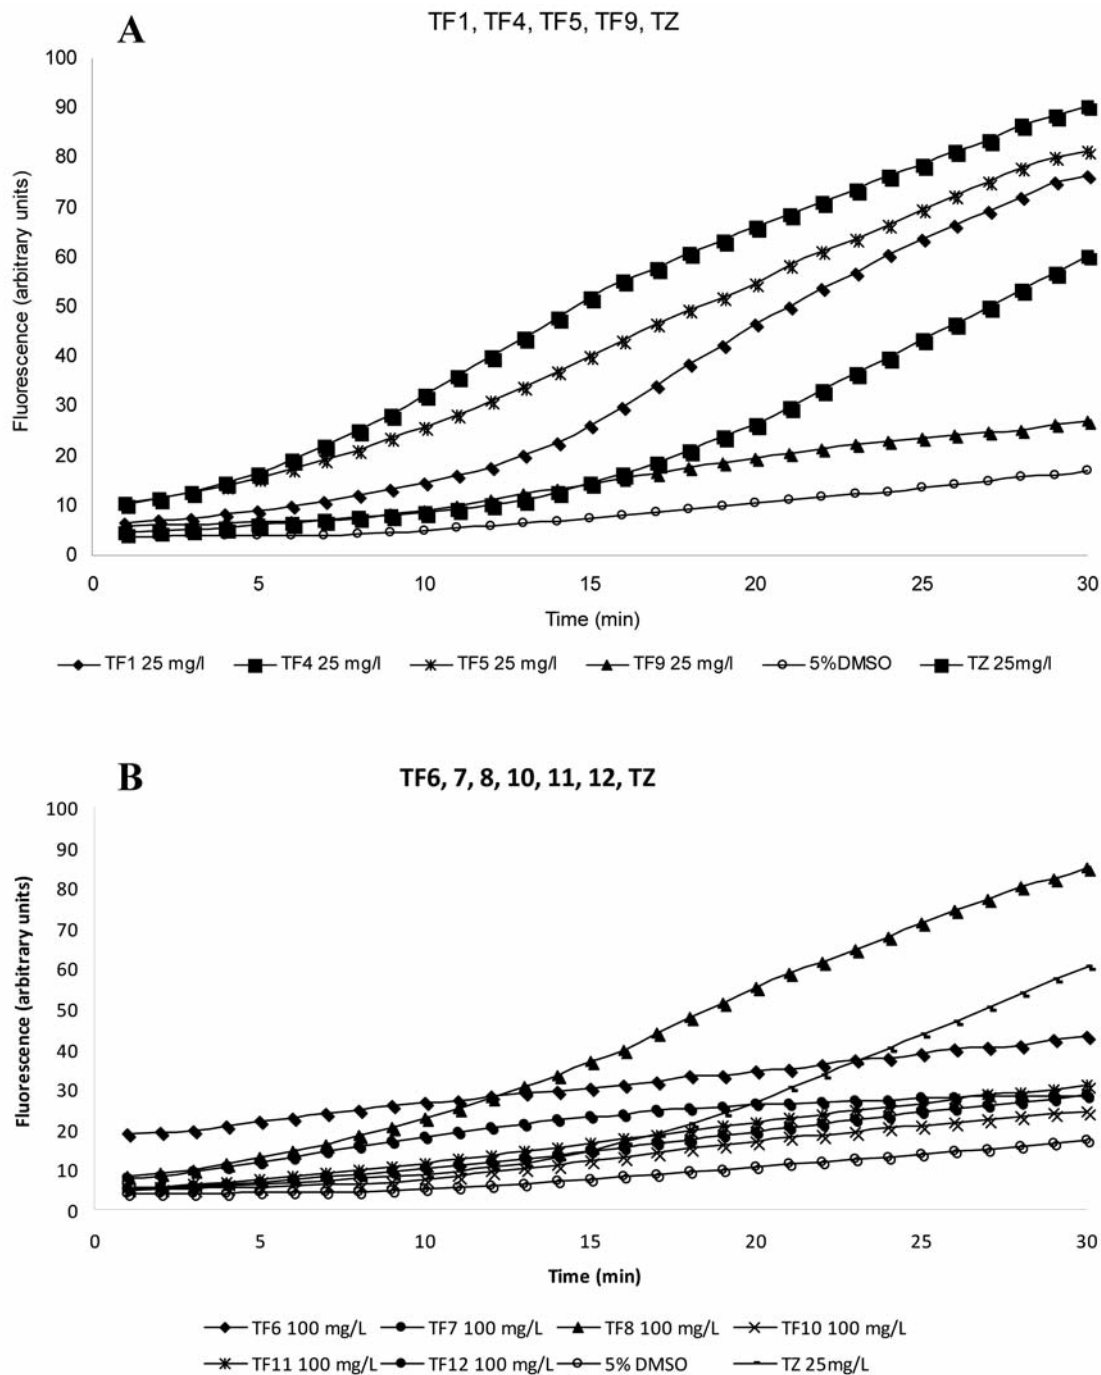 A
TF1, TF4, TF5, TF9, TZ
100
90
80
70
60
50
40
30
20
10
0
Fluorescence (arbitrary units)
0 5 10 15 20 25 30
Time (min)
TF1 25 mg/l TF4 25 mg/l TF5 25 mg/l TF9 25 mg/l 5%DMSO TZ 25mg/l
B
TF6, 7, 8, 10, 11, 12, TZ
100
90
80
70
60
50
40
30
20
10
0
Fluorescence (arbitrary units)
0 5 10 15 20 25 30
Time (min)
TF6 100 mg/L TF7 100 mg/L TF8 100 mg/L TF10 100 mg/L
TF11 100 mg/L TF12 100 mg/L 5% DMSO TZ 25mg/L